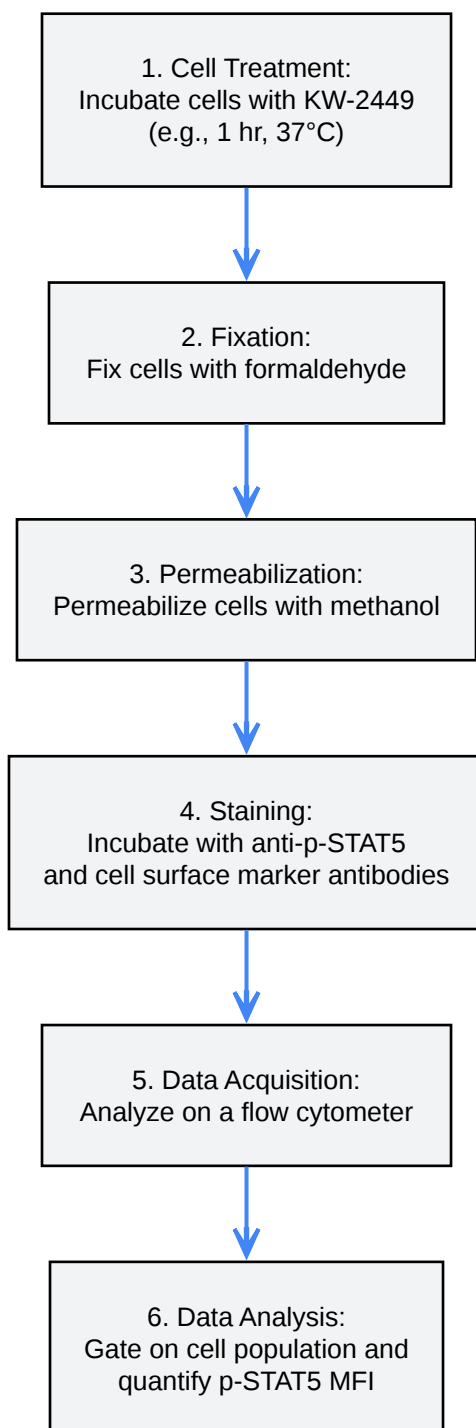 1. Cell Treatment:
Incubate cells with KW-2449
(e.g., 1 hr, 37°C)
2. Fixation:
Fix cells with formaldehyde
3. Permeabilization:
Permeabilize cells with methanol
4. Staining:
Incubate with anti-p-STAT5
and cell surface marker antibodies
5. Data Acquisition:
Analyze on a flow cytometer
6. Data Analysis:
Gate on cell population and
quantify p-STAT5 MFI